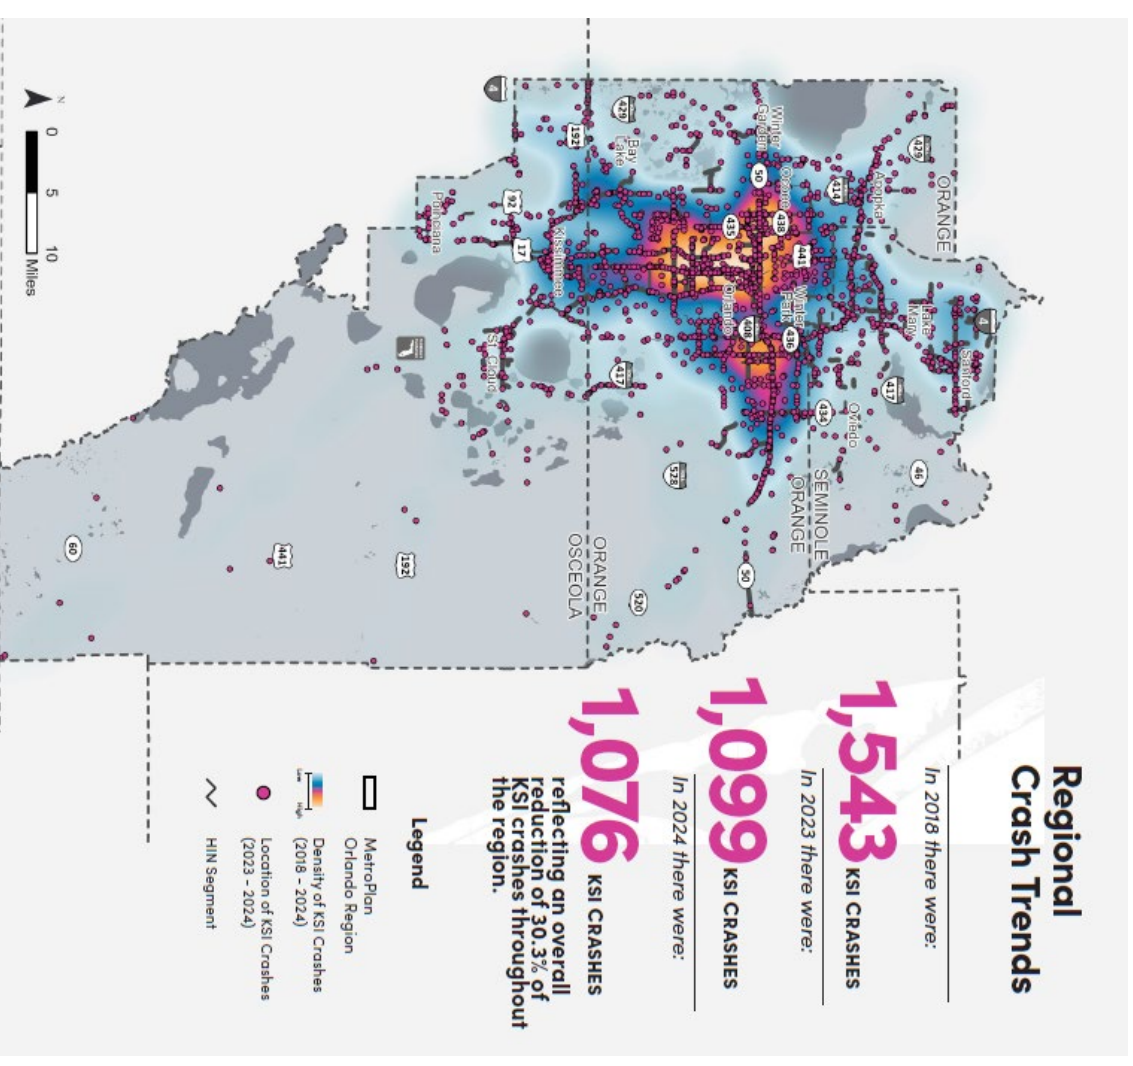 Regional
Crash Trends
In 2018 there were:
1,543 KSI CRASHES
In 2023 there were:
1,099 KSI CRASHES
In 2024 there were:
1,076 KSI CRASHES
reflecting an overall
reduction of 30.3% of
KSI crashes throughout
the region.
Legend
MetroPlan
Orlando Region
Low
High
Density of KSI Crashes
(2018 - 2024)
Location of KSI Crashes
(2023 - 2024)
HIN Segment
ORANGE
429
Apopka
414
4
Lake
Mary
Sanford
417
Oviedo
434
46
SEMINOLE
ORANGE
441
438
Ocoee
Winter
Garden
50
435
Winter
Park
436
408
Orlando
50
429
Bay
Lake
417
528
520
ORANGE
OSCEOLA
192
4
92
17
Kissimmee
Poinciana
St. Cloud
192
441
60
N
0
5
10
Miles